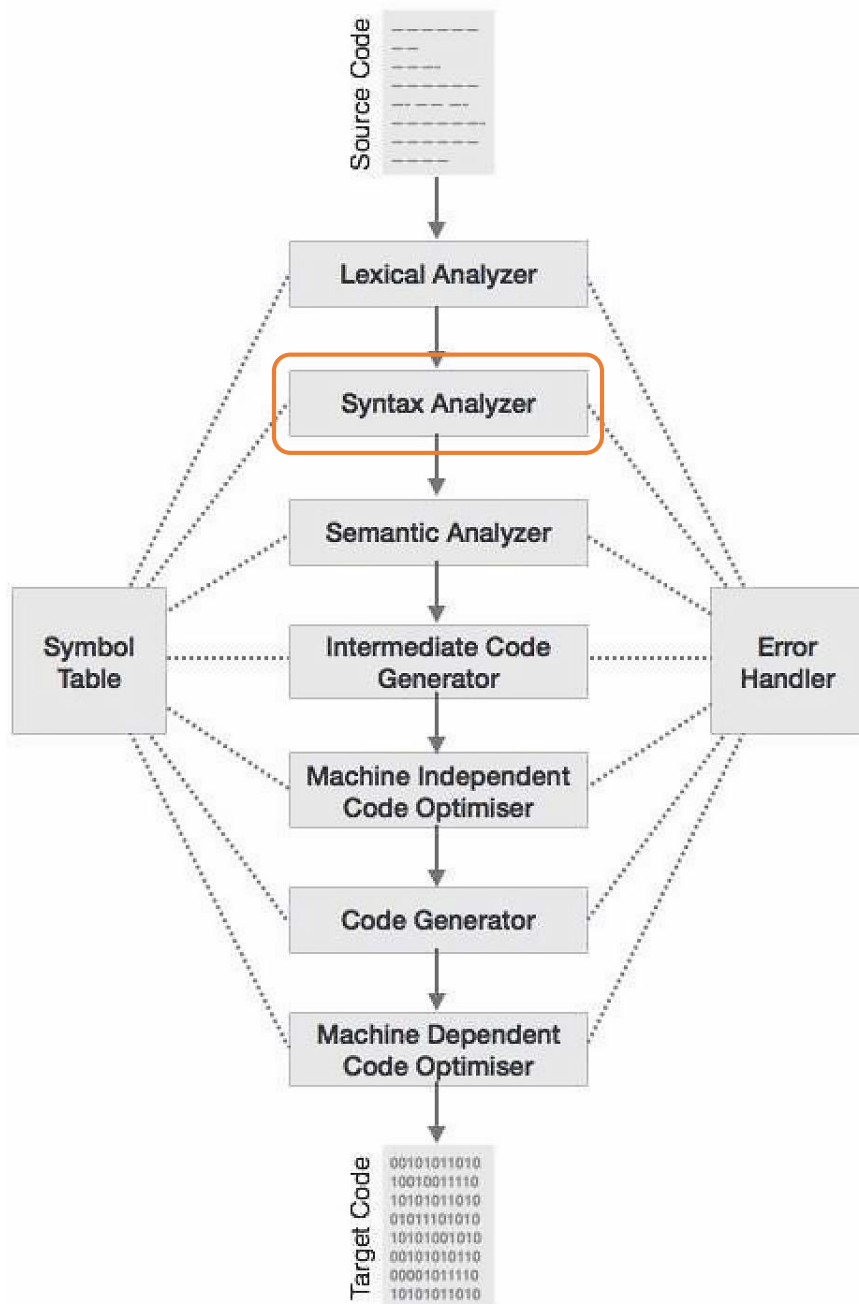 Source Code
Lexical Analyzer
Syntax Analyzer
Semantic Analyzer
Symbol
Table
Intermediate Code
Generator
Error
Handler
Machine Independent
Code Optimiser
Code Generator
Machine Dependent
Code Optimiser
Target Code
00101011010
10010011110
10101011010
01011101010
10101001010
00101010110
00001011110
10101011010